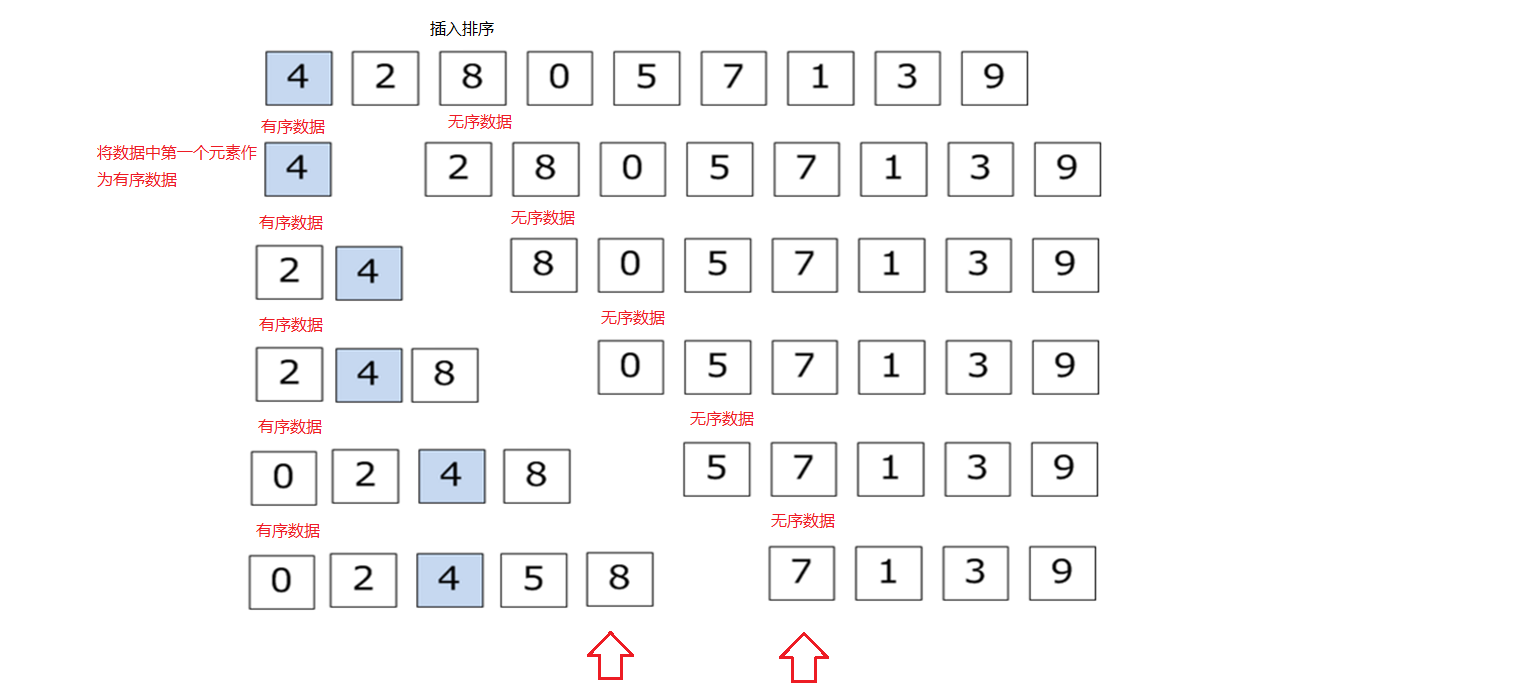 插入排序
4 2 8 0 5 7 1 3 9
有序数据 无序数据
将数据中第一个元素作
为有序数据
4 2 8 0 5 7 1 3 9
有序数据 无序数据
2 4 8 0 5 7 1 3 9
有序数据 无序数据
2 4 8 0 5 7 1 3 9
有序数据 无序数据
0 2 4 8 5 7 1 3 9
有序数据 无序数据
0 2 4 5 8 7 1 3 9